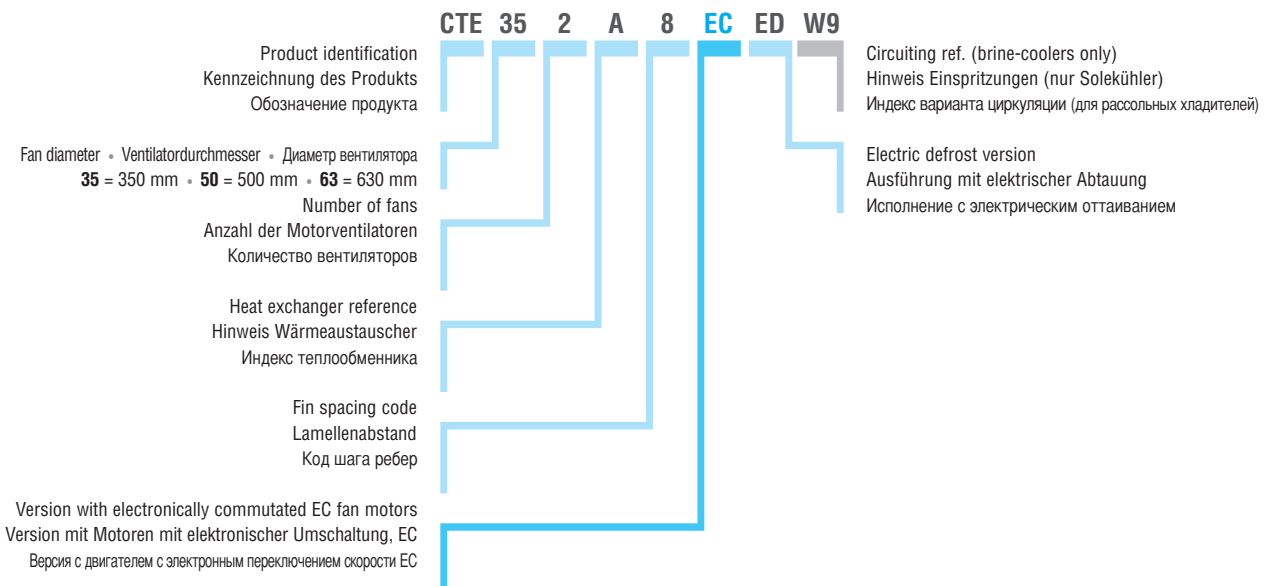 CTE 35 2 A 8 EC ED W9
Product identification
Kennzeichnung des Produkts
Обозначение продукта
Fan diameter • Ventilatordurchmesser • Диаметр вентилятора
35 = 350 mm • 50 = 500 mm • 63 = 630 mm
Number of fans
Anzahl der Motorventilatoren
Количество вентиляторов
Heat exchanger reference
Hinweis Wärmeaustauscher
Индекс теплообменника
Fin spacing code
Lamellenabstand
Код шага ребер
Version with electronically commutated EC fan motors
Version mit Motoren mit elektronischer Umschaltung, EC
Версия с двигателем с электронным переключением скорости EC
Circuiting ref. (brine-coolers only)
Hinweis Einspritzungen (nur Solekühler)
Индекс варианта циркуляции (для рассольных хладителей)
Electric defrost version
Ausführung mit elektrischer Abtauung
Исполнение с электрическим оттаиванием